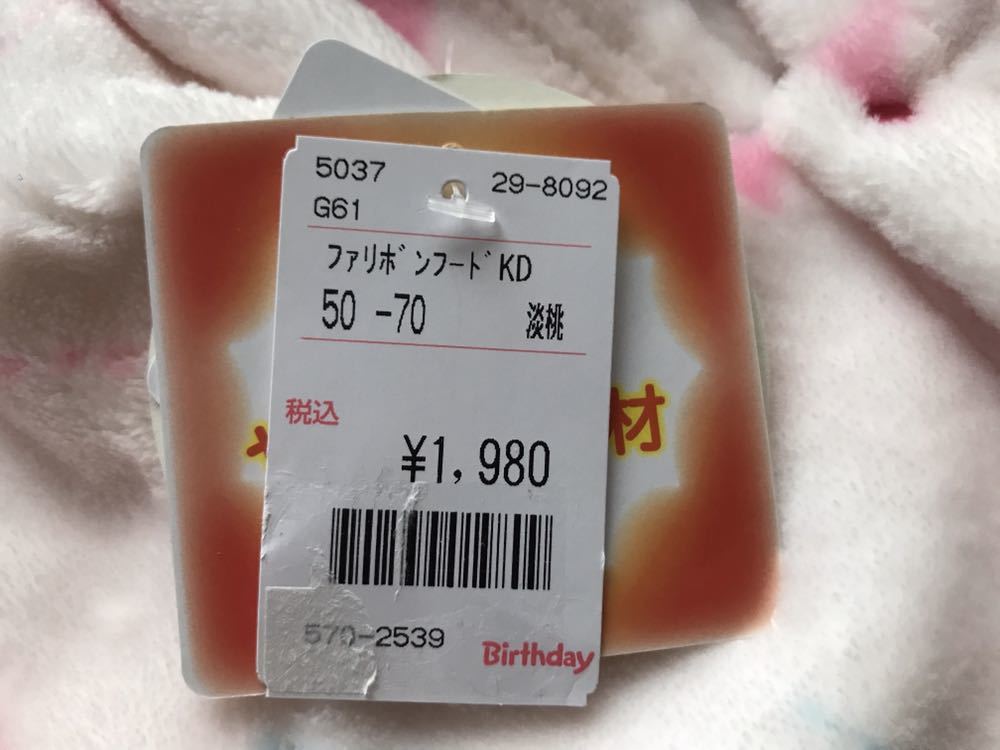 5037 29-8092
G61
ﾌｧﾘﾎﾞﾝﾌｰﾄﾞKD
50 -70 淡桃
税込
材
¥1,980
570-2539
Birthday